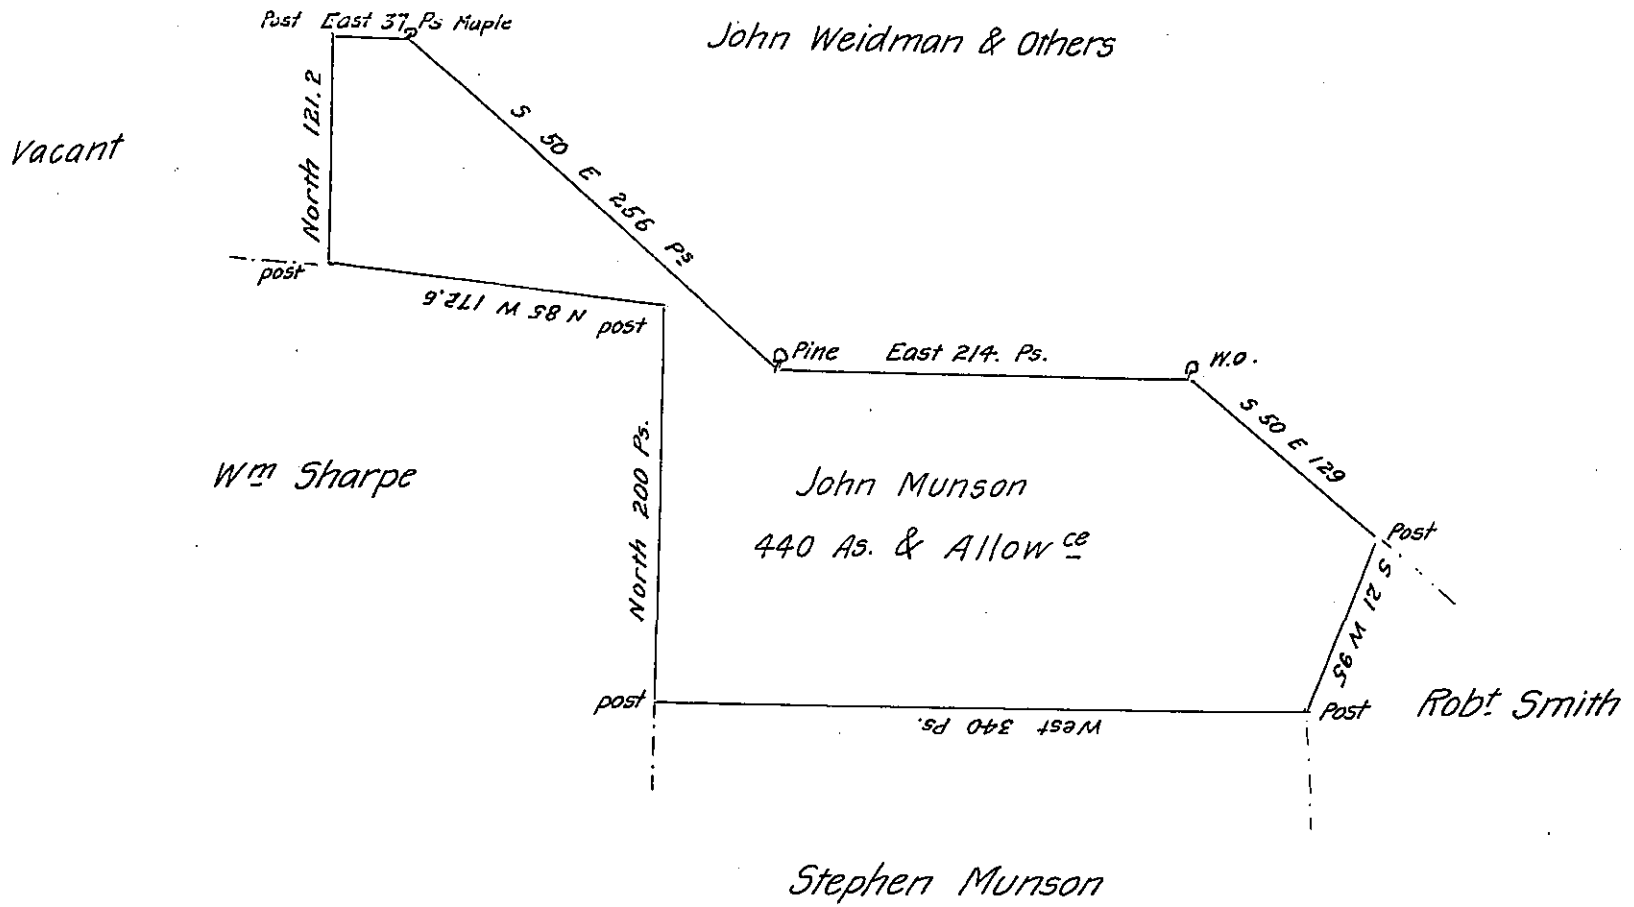 Post East 37 Ps Maple
John Weidman & Others
North 121.2
S 50 E 256 Ps
Vacant
post
N 85 W 172.6
post
Pine
East 214. Ps.
W.O.
S 50 E 129
Wm Sharpe
North 200 Ps.
John Munson
440 As. & Allowce
Post
S 21 W 95
post
West 340 Ps.
Post
Robt Smith
Stephen Munson